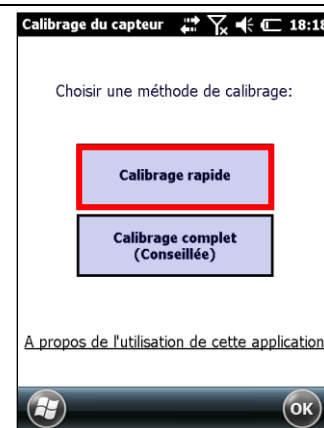 Calibrage du capteur 18:18
Choisir une méthode de calibrage:
Calibrage rapide
Calibrage complet
(Conseillée)
A propos de l'utilisation de cette application
OK